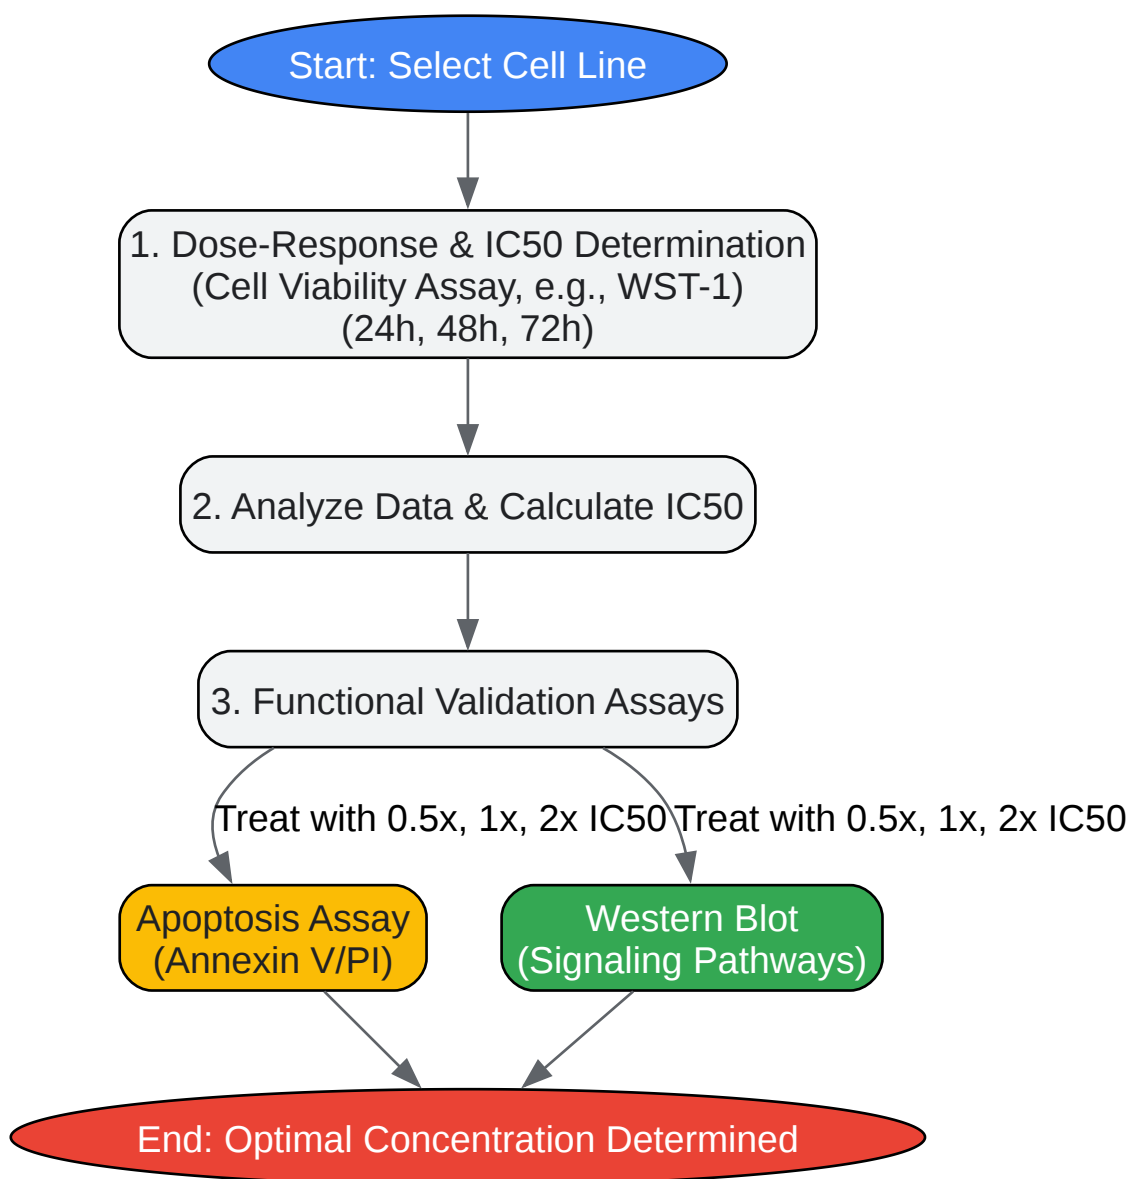 Start: Select Cell Line
1. Dose-Response & IC50 Determination
(Cell Viability Assay, e.g., WST-1)
(24h, 48h, 72h)
2. Analyze Data & Calculate IC50
3. Functional Validation Assays
Treat with 0.5x, 1x, 2x IC50
Treat with 0.5x, 1x, 2x IC50
Apoptosis Assay
(Annexin V/PI)
Western Blot
(Signaling Pathways)
End: Optimal Concentration Determined